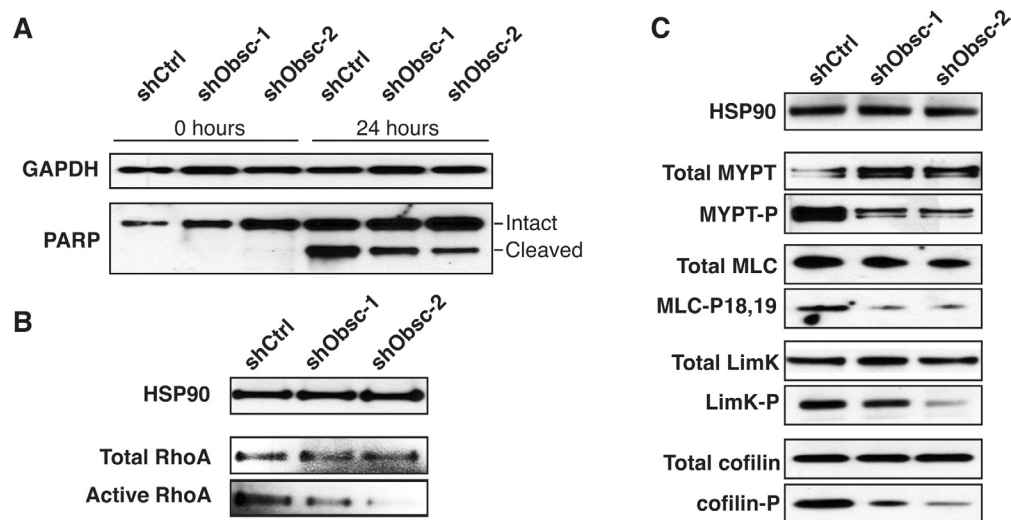 A
shCtrl
shObsc-1
shObsc-2
shCtrl
shObsc-1
shObsc-2
0 hours
24 hours
GAPDH
PARP
Intact
Cleaved
B
shCtrl
shObsc-1
shObsc-2
HSP90
Total RhoA
Active RhoA
C
shCtrl
shObsc-1
shObsc-2
HSP90
Total MYPT
MYPT-P
Total MLC
MLC-P18,19
Total LimK
LimK-P
Total cofilin
cofilin-P